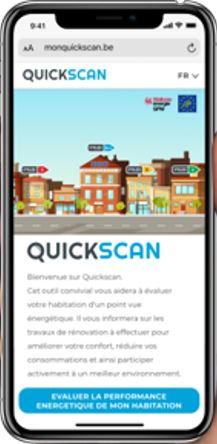 9:41
AA monquickscan.be
QUICKSCAN FR
QUICKSCAN
Bienvenue sur Quickscan.
Cet outil convivial vous aidera à évaluer
votre habitation d'un point vue
énergétique. Il vous informera sur les
travaux de rénovation à effectuer pour
améliorer votre confort, réduire vos
consommations et ainsi participer
activement à un meilleur environnement.
EVALUER LA PERFORMANCE
ENERGETIQUE DE MON HABITATION